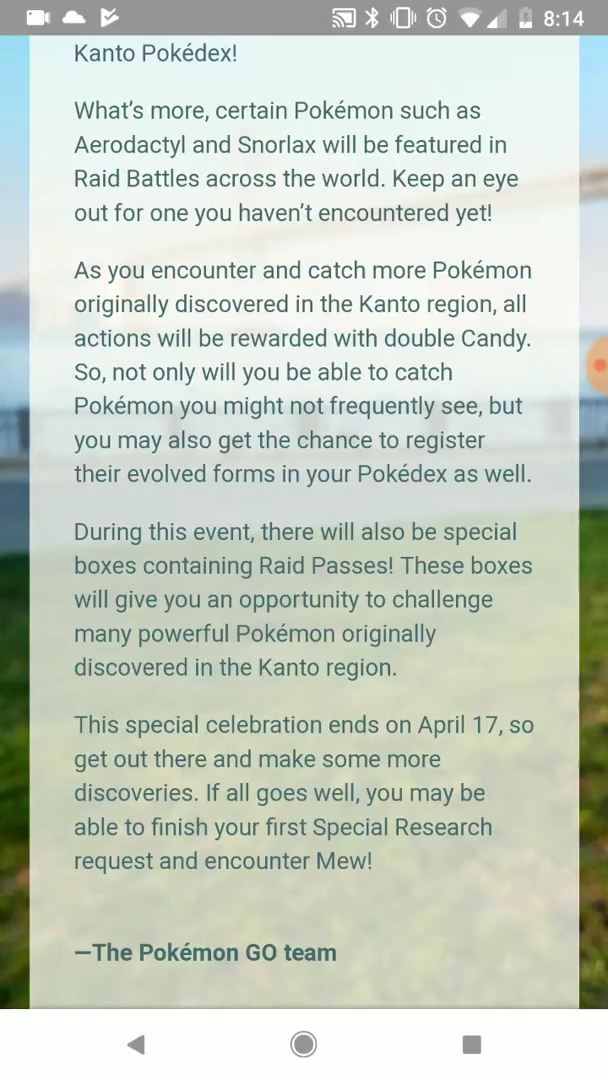 8:14
Kanto Pokédex!
What’s more, certain Pokémon such as
Aerodactyl and Snorlax will be featured in
Raid Battles across the world. Keep an eye
out for one you haven’t encountered yet!
As you encounter and catch more Pokémon
originally discovered in the Kanto region, all
actions will be rewarded with double Candy.
So, not only will you be able to catch
Pokémon you might not frequently see, but
you may also get the chance to register
their evolved forms in your Pokédex as well.
During this event, there will also be special
boxes containing Raid Passes! These boxes
will give you an opportunity to challenge
many powerful Pokémon originally
discovered in the Kanto region.
This special celebration ends on April 17, so
get out there and make some more
discoveries. If all goes well, you may be
able to finish your first Special Research
request and encounter Mew!
—The Pokémon GO team